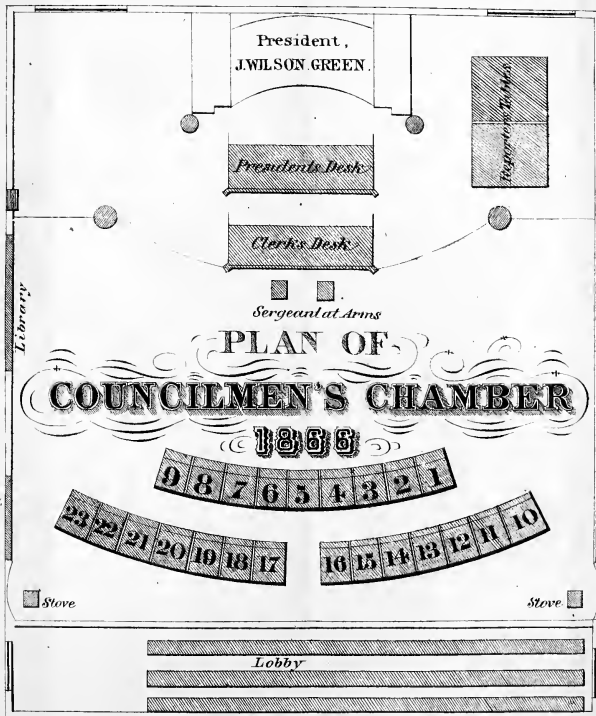 President,
J. WILSON GREEN.
Reporters Tables
Presidents Desk
Clerks Desk
Sergeant at Arms
Library
PLAN OF
COUNCILMEN'S CHAMBER
1866
9 8 7 6 5 4 3 2 1
23 22 21 20 19 18 17 16 15 14 13 12 11 10
Stove
Stove
Lobby